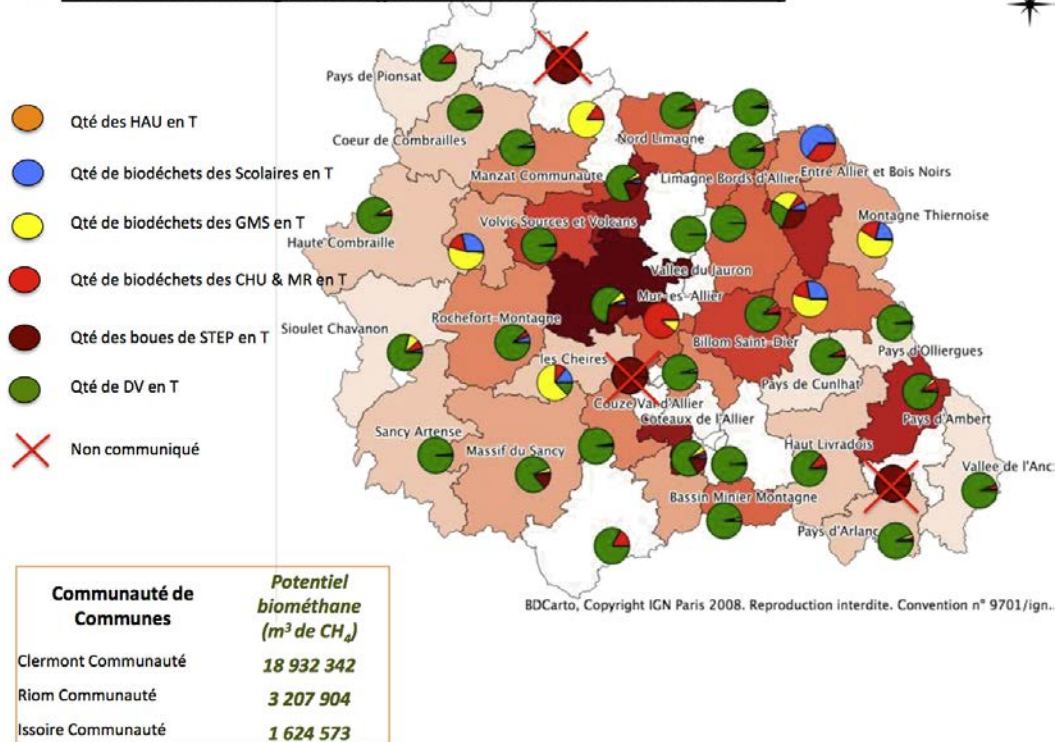 Qté des HAU en T
Qté de biodéchets des Scolaires en T
Qté de biodéchets des GMS en T
Qté de biodéchets des CHU & MR en T
Qté des boues de STEP en T
Qté de DV en T
Non communiqué
Pays de Pionsat
Coeur de Combrailles
Nord Limagne
Manzat Communauté
Limagne Bords d'Allier
Entre Allier et Bois Noirs
Montagne Thiernoise
Haute Combraille
Volvic Sources et Volcans
Vallée du Jauron
Mur-es-Allier
Sioulet Chavanon
Rochefort-Montagne
Billom Saint-Dier
Pays d'Olliergues
les Cheires
Pays de Cunlhat
Couze Val d'Allier
Coteaux de l'Allier
Pays d'Ambert
Sancy Artense
Massif du Sancy
Haut Livradois
Vallée de l'Anc
Bassin Minier Montagne
Pays d'Arlanc
BDCarto, Copyright IGN Paris 2008. Reproduction interdite. Convention n° 9701/ign..
Communauté de Communes
Potentiel biométhane (m³ de CH₄)
Clermont Communauté 18 932 342
Riom Communauté 3 207 904
Issoire Communauté 1 624 573